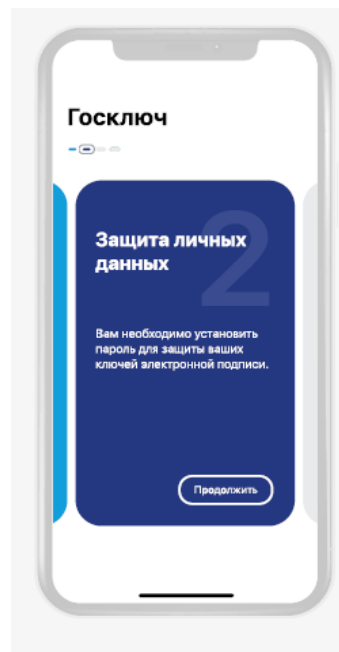 Госключ
2
Защита личных
данных
Вам необходимо установить
пароль для защиты ваших
ключей электронной подписи.
Продолжить